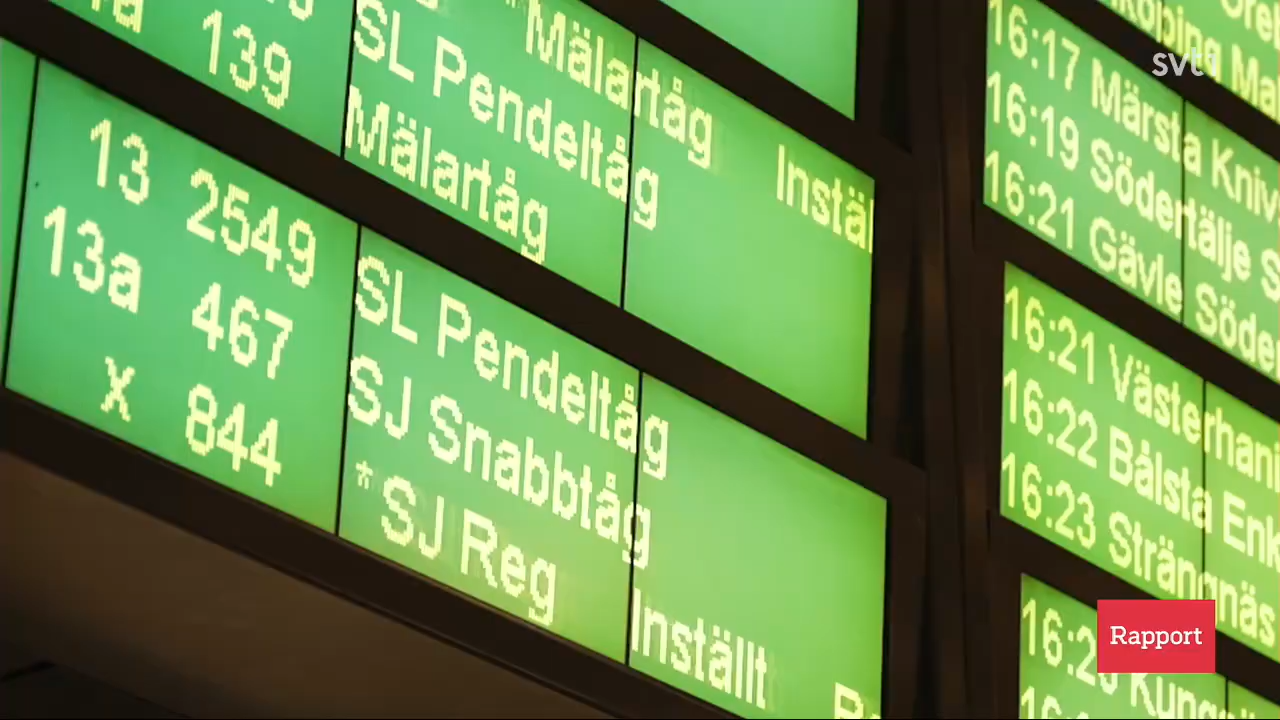 139
Mälartåg
SL Pendeltåg
Mälartåg
Instäl
13 2549 SL Pendeltåg
13a 467 SJ Snabbtåg
x 844 * SJ Reg Inställt
16:17 Märsta Kniv
16:19 Södertälje S
16:21 Gävle Söder
16:21 Västerhani
16:22 Bålsta Enk
16:23 Strängnäs
svt1
Rapport